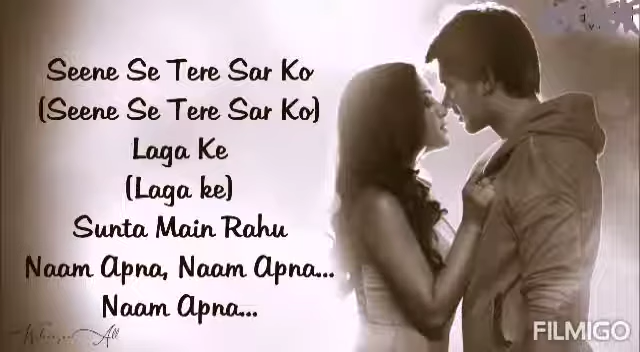 Seene Se Tere Sar Ko
(Seene Se Tere Sar Ko)
Laga Ke
(Laga ke)
Sunta Main Rahu
Naam Apna, Naam Apna...
Naam Apna...
All
FILMIGO